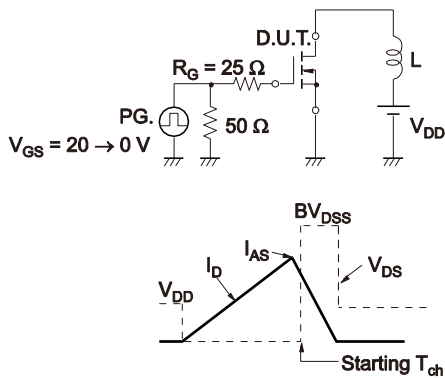 D.U.T.
R_G = 25 Ω
L
PG.
50 Ω
V_DD
V_GS = 20 → 0 V
BV_DSS
I_AS
V_DD
I_D
V_DS
Starting T_ch